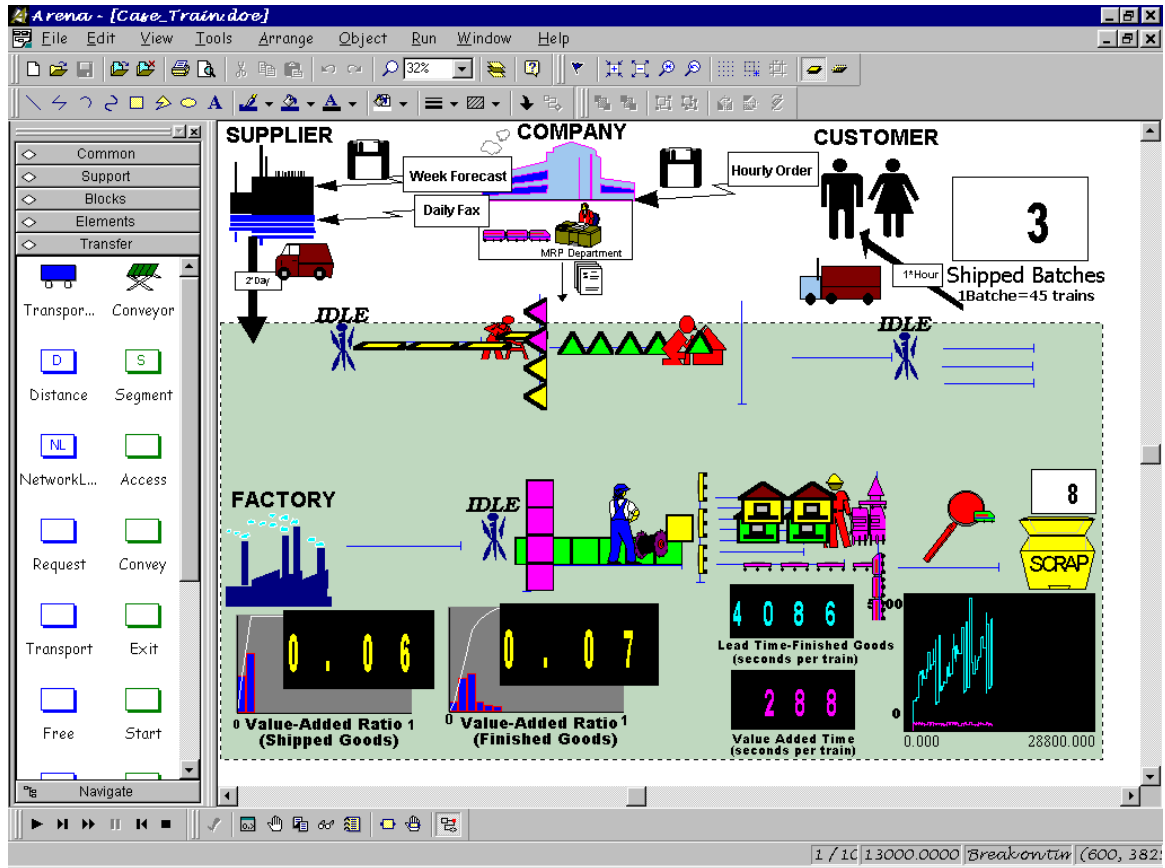 Arena - [Case_Train.doe]
File Edit View Tools Arrange Object Run Window Help
32%
A
A
Common
Support
Blocks
Elements
Transfer
Transpor... Conveyor
D S
Distance Segment
NL
NetworkL... Access
Request Convey
Transport Exit
Free Start
Navigate
SUPPLIER
COMPANY
CUSTOMER
Week Forecast
Hourly Order
Daily Fax
MRP Department
3
2ªDay
1ªHour
Shipped Batches
1Batche=45 trains
IDLE
IDLE
FACTORY
IDLE
8
SCRAP
0.06
0 Value-Added Ratio 1
(Shipped Goods)
0.07
0 Value-Added Ratio 1
(Finished Goods)
4086
Lead Time-Finished Goods
(seconds per train)
288
Value Added Time
(seconds per train)
0
0.000 28800.000
13000.0000